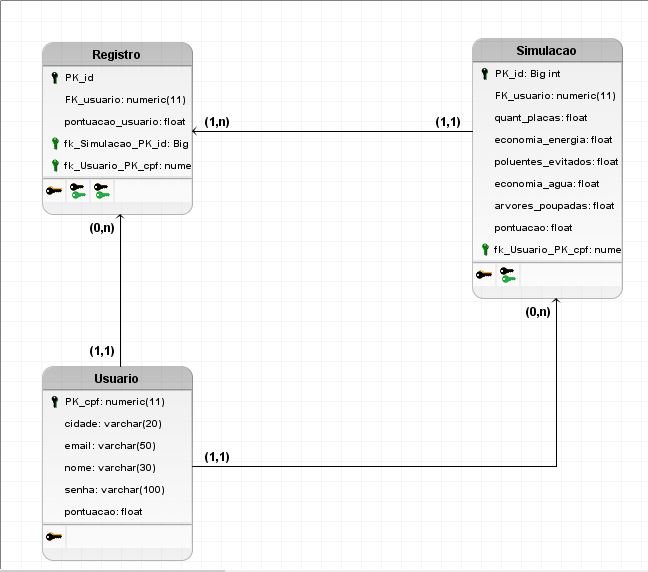 Registro
PK_id
FK_usuario: numeric(11)
pontuacao_usuario: float
fk_Simulacao_PK_id: Big
fk_Usuario_PK_cpf: nume
(1,n)
(1,1)
Simulacao
PK_id: Big int
FK_usuario: numeric(11)
quant_placas: float
economia_energia: float
poluentes_evitados: float
economia_agua: float
arvores_poupadas: float
pontuacao: float
fk_Usuario_PK_cpf: nume
(0,n)
(1,1)
(0,n)
Usuario
PK_cpf: numeric(11)
cidade: varchar(20)
email: varchar(50)
nome: varchar(30)
senha: varchar(100)
pontuacao: float
(1,1)